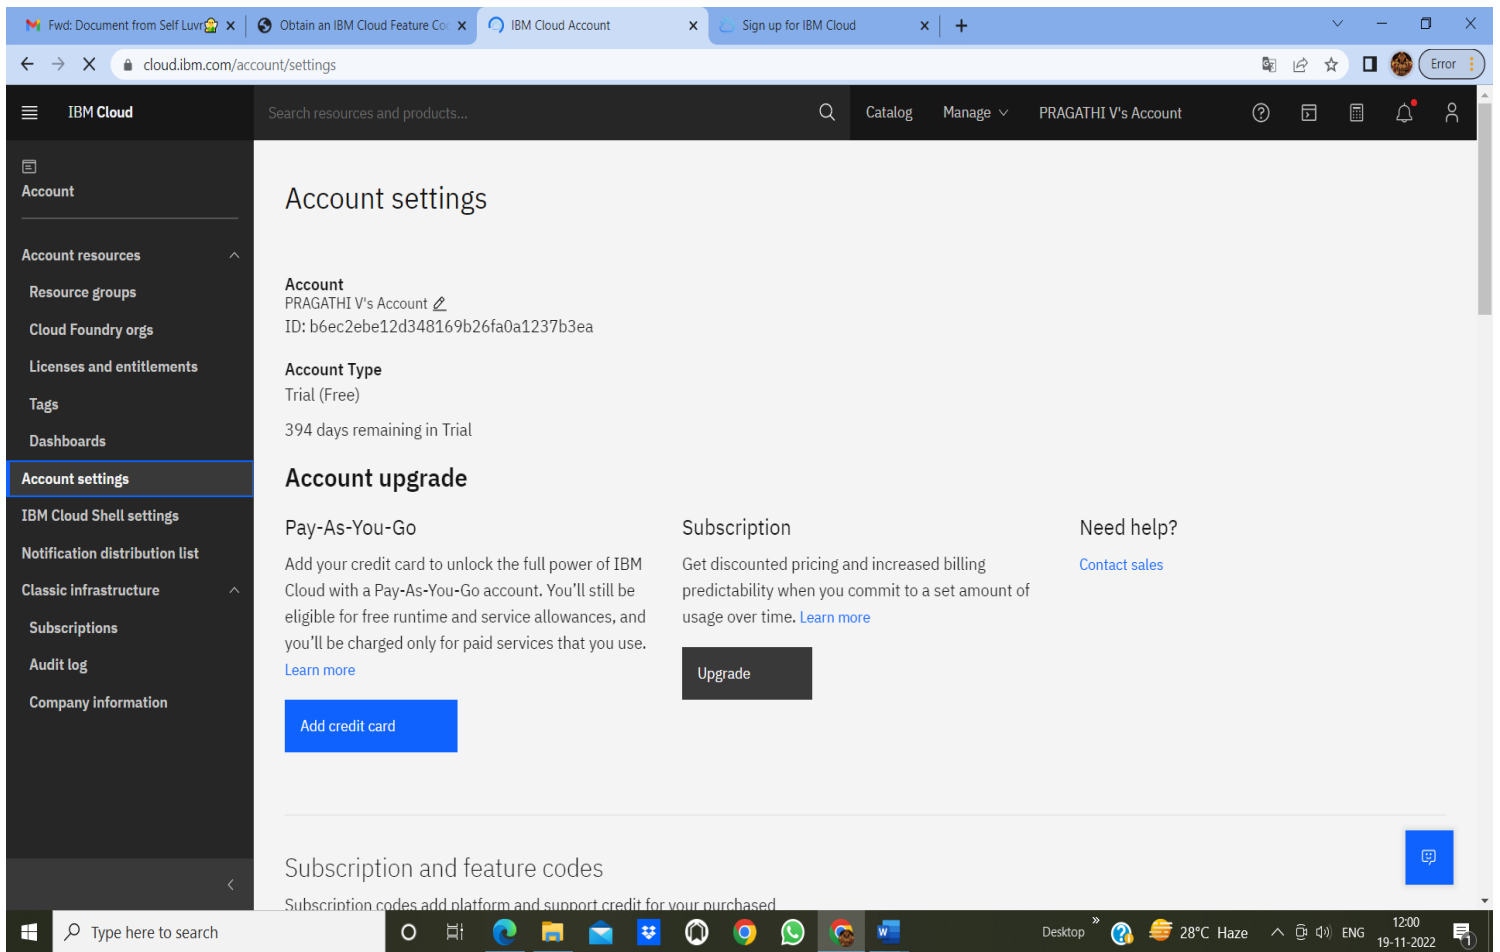 Fwd: Document from Self Luvr
Obtain an IBM Cloud Feature Co
IBM Cloud Account
Sign up for IBM Cloud
cloud.ibm.com/account/settings
Error
IBM Cloud
Search resources and products...
Catalog
Manage
PRAGATHI V's Account
Account
Account resources
Resource groups
Cloud Foundry orgs
Licenses and entitlements
Tags
Dashboards
Account settings
IBM Cloud Shell settings
Notification distribution list
Classic infrastructure
Subscriptions
Audit log
Company information
Account settings
Account
PRAGATHI V's Account
ID: b6ec2ebe12d348169b26fa0a1237b3ea
Account Type
Trial (Free)
394 days remaining in Trial
Account upgrade
Pay-As-You-Go
Add your credit card to unlock the full power of IBM
Cloud with a Pay-As-You-Go account. You'll still be
eligible for free runtime and service allowances, and
you'll be charged only for paid services that you use.
Learn more
Add credit card
Subscription
Get discounted pricing and increased billing
predictability when you commit to a set amount of
usage over time. Learn more
Upgrade
Need help?
Contact sales
Subscription and feature codes
Subscription codes add platform and support credit for your purchased
Type here to search
Desktop
28°C Haze
ENG
12:00
19-11-2022
1